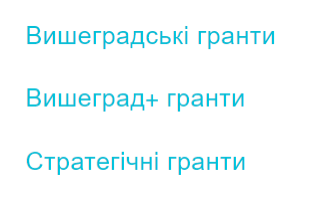 Вишеградські гранти
Вишеград+ гранти
Стратегічні гранти